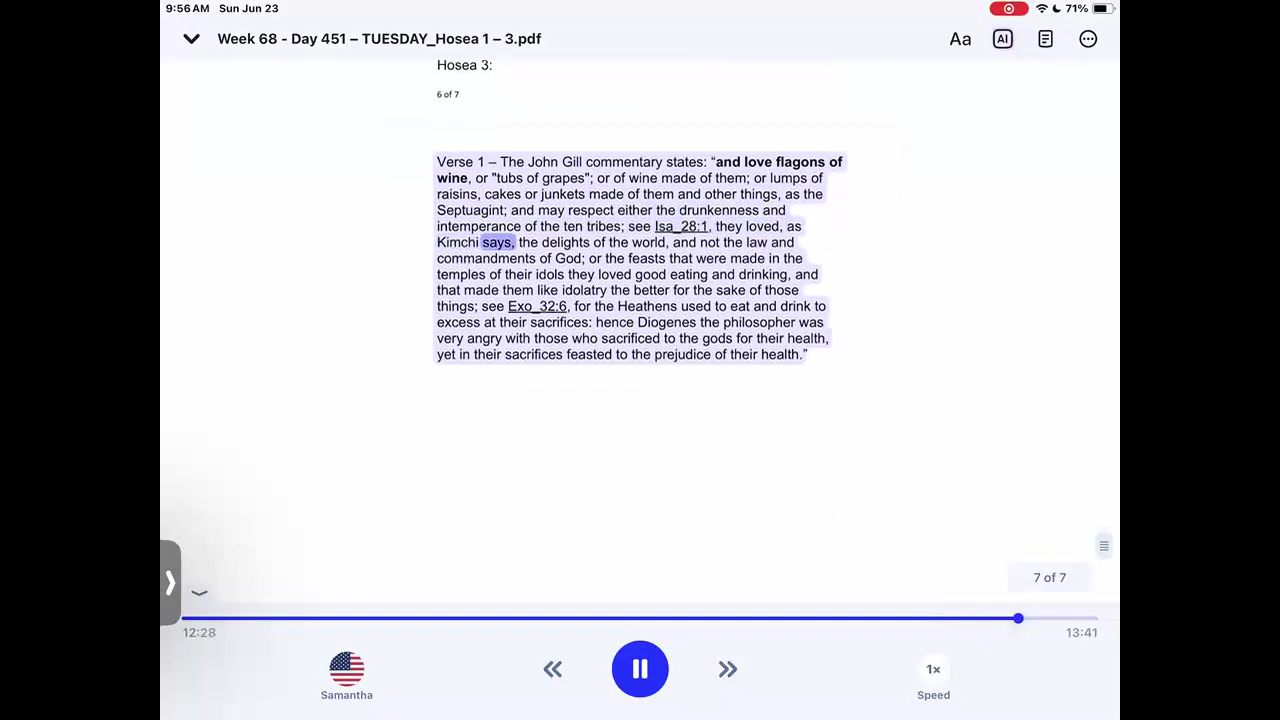 9:56 AM Sun Jun 23
71%
Week 68 - Day 451 – TUESDAY_Hosea 1 – 3.pdf
Aa
AI
Hosea 3:
6 of 7
Verse 1 – The John Gill commentary states: “and love flagons of
wine, or "tubs of grapes"; or of wine made of them; or lumps of
raisins, cakes or junkets made of them and other things, as the
Septuagint; and may respect either the drunkenness and
intemperance of the ten tribes; see Isa_28:1, they loved, as
Kimchi says, the delights of the world, and not the law and
commandments of God; or the feasts that were made in the
temples of their idols they loved good eating and drinking, and
that made them like idolatry the better for the sake of those
things; see Exo_32:6, for the Heathens used to eat and drink to
excess at their sacrifices: hence Diogenes the philosopher was
very angry with those who sacrificed to the gods for their health,
yet in their sacrifices feasted to the prejudice of their health.”
7 of 7
12:28
13:41
1×
Samantha
Speed